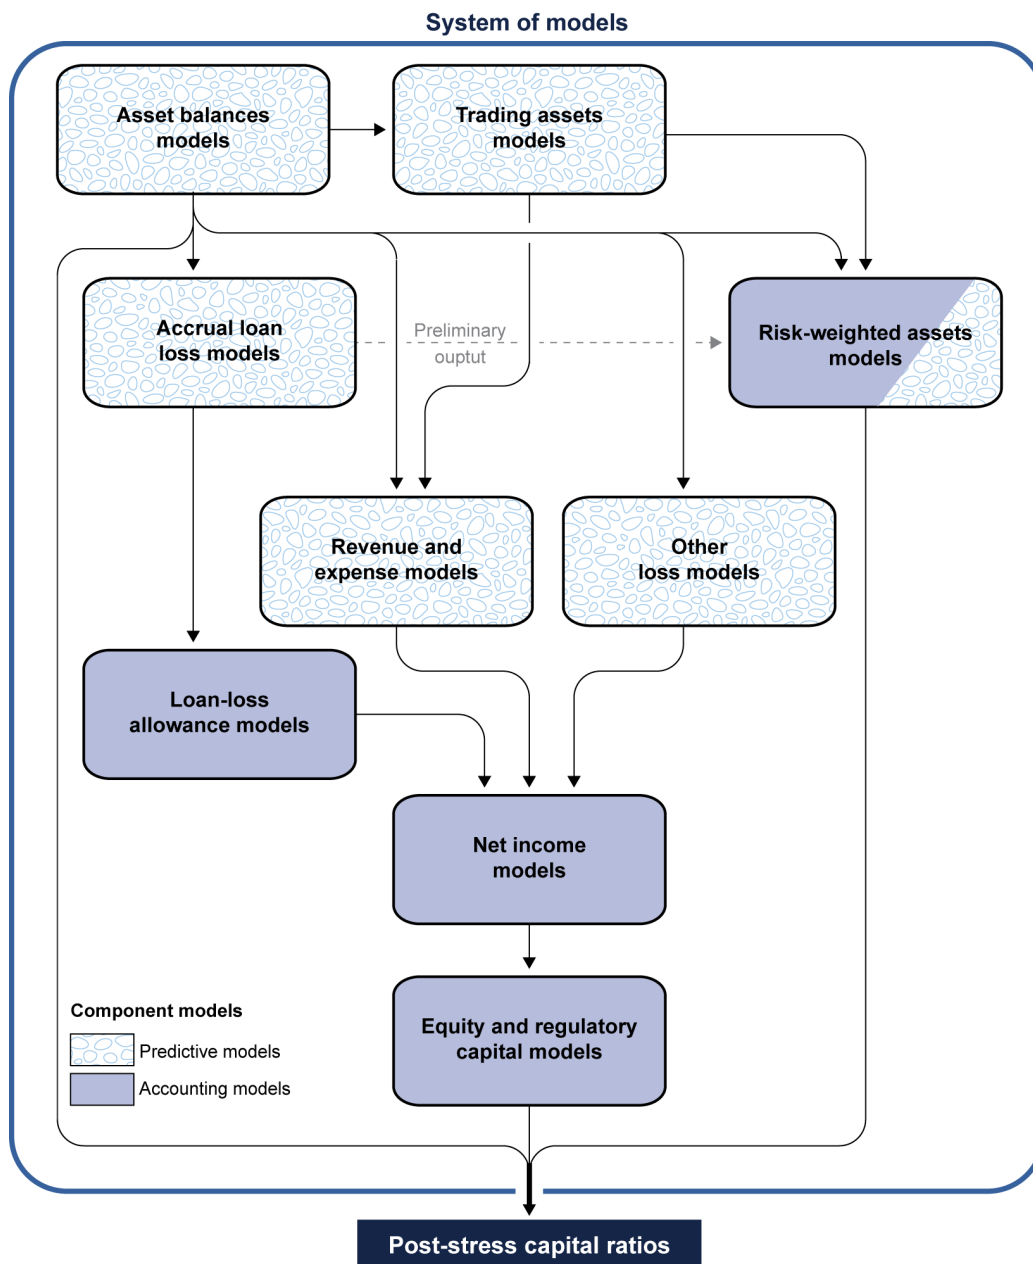 System of models
Asset balances
models
Trading assets
models
Accrual loan
loss models
Preliminary
ouptut
Risk-weighted assets
models
Revenue and
expense models
Other
loss models
Loan-loss
allowance models
Net income
models
Equity and regulatory
capital models
Component models
Predictive models
Accounting models
Post-stress capital ratios